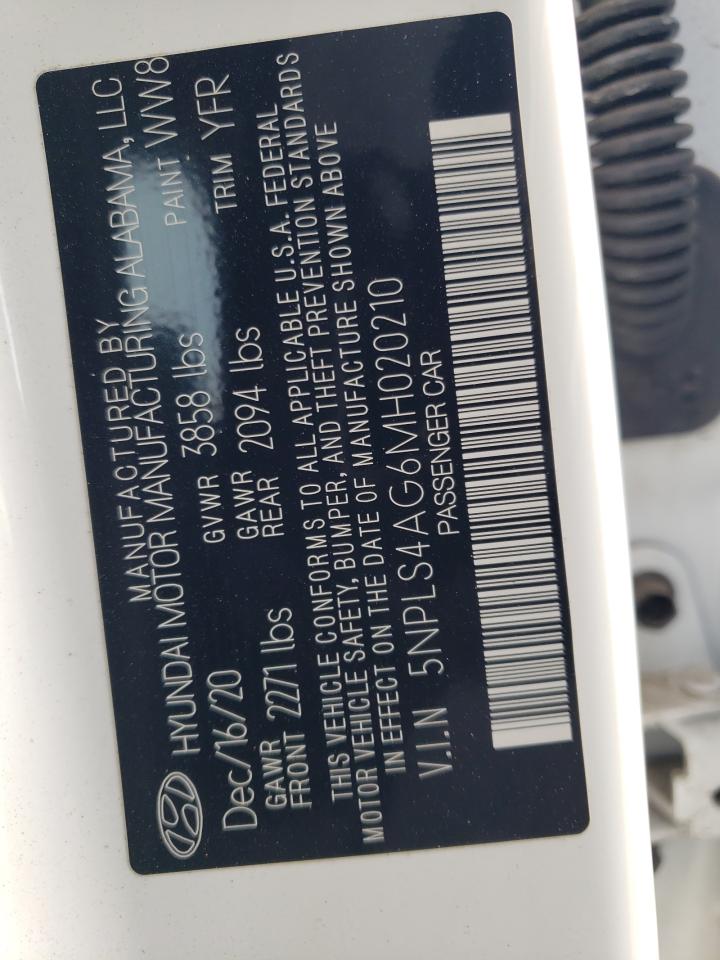 MANUFACTURED BY
HYUNDAI MOTOR MANUFACTURING ALABAMA, LLC
Dec/16/20 GVWR 3858 lbs PAINT WW8
GAWR FRONT 2271 lbs GAWR REAR 2094 lbs TRIM YFR
THIS VEHICLE CONFORMS TO ALL APPLICABLE U.S.A. FEDERAL
MOTOR VEHICLE SAFETY, BUMPER, AND THEFT PREVENTION STANDARDS
IN EFFECT ON THE DATE OF MANUFACTURE SHOWN ABOVE
V.I.N 5NPLS4AG6MH020210
PASSENGER CAR